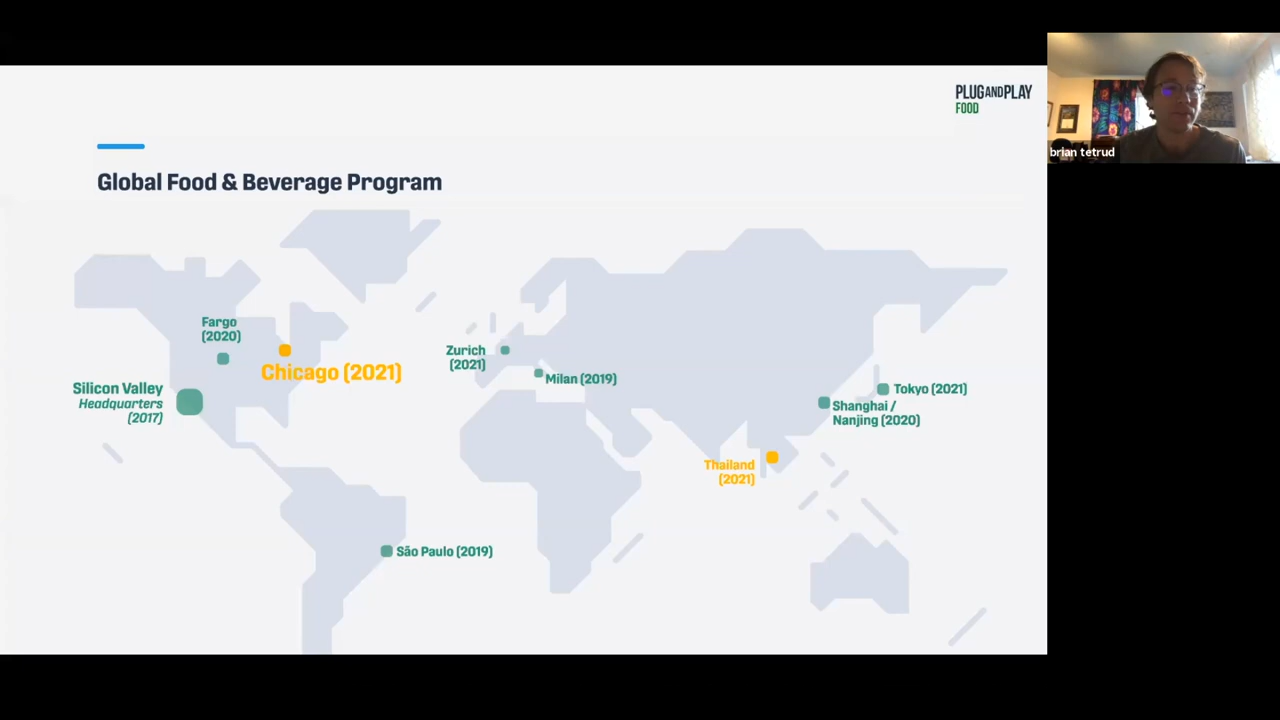 PLUG AND PLAY
FOOD
brian tetrud
Global Food & Beverage Program
Fargo
(2020)
Chicago (2021)
Silicon Valley
Headquarters
(2017)
Zurich
(2021)
Milan (2019)
Tokyo (2021)
Shanghai /
Nanjing (2020)
Thailand
(2021)
São Paulo (2019)